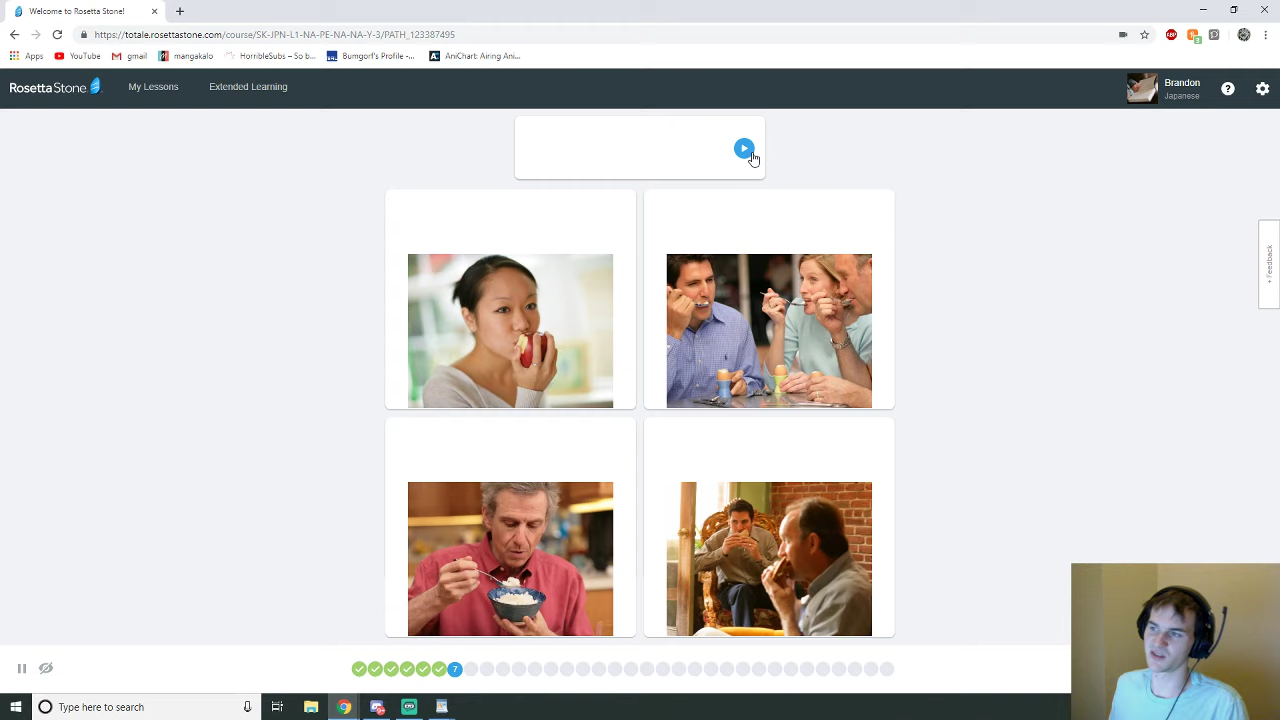 Welcome to Rosetta Stone!
https://totale.rosettastone.com/course/SK-JPN-L1-NA-PE-NA-NA-Y-3/PATH_123387495
Apps
YouTube
gmail
mangakalo
HorribleSubs – So b...
Bumgorf's Profile -...
AniChart: Airing Ani...
RosettaStone
My Lessons
Extended Learning
Brandon
Japanese
+ Feedback
7
Type here to search